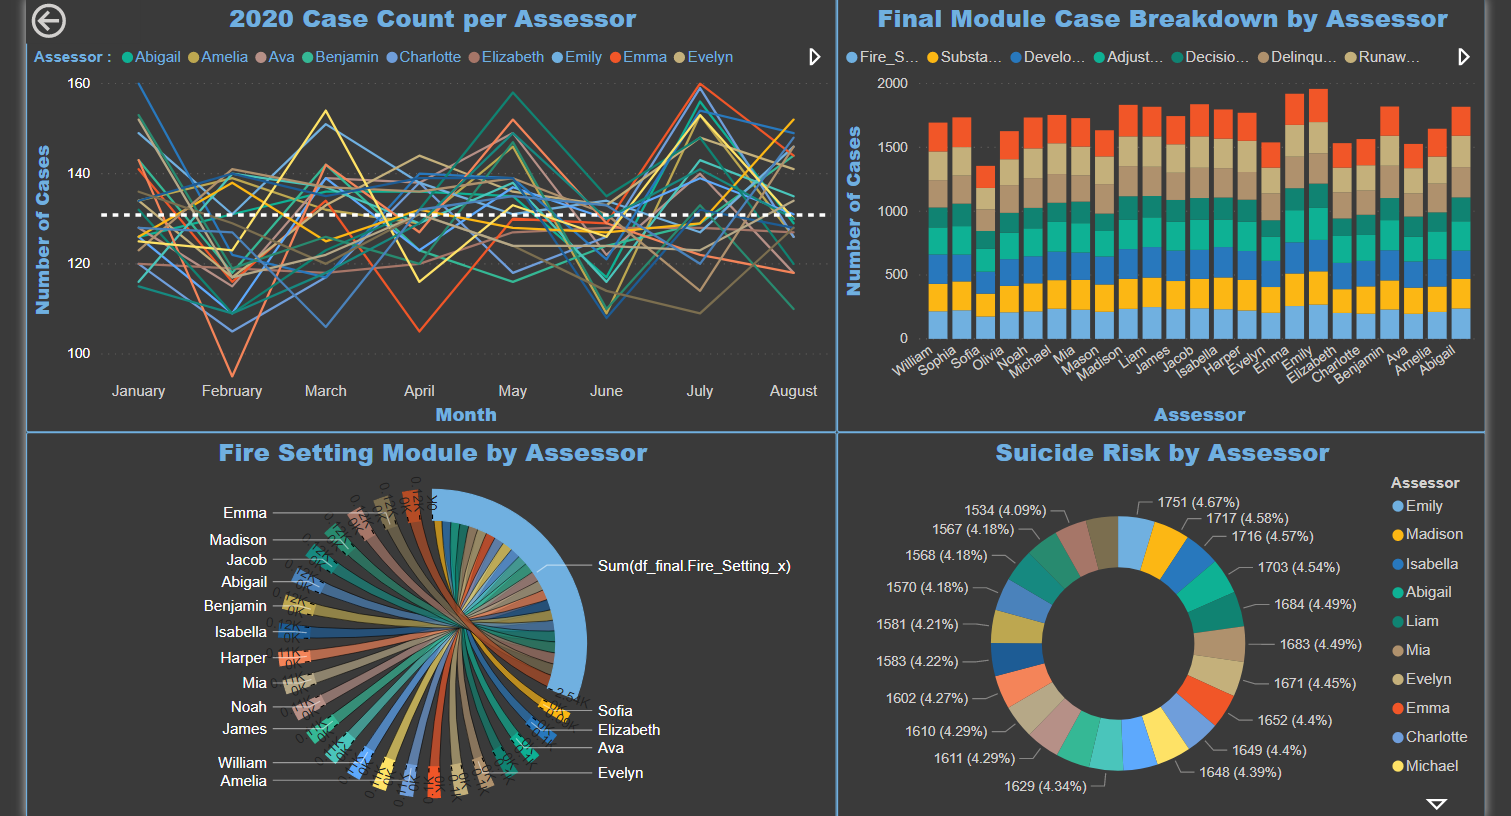 2020 Case Count per Assessor
Assessor : Abigail Amelia Ava Benjamin Charlotte Elizabeth Emily Emma Evelyn
Number of Cases
160
140
120
100
January February March April May June July August
Month
Final Module Case Breakdown by Assessor
Fire_S... Substa... Develo... Adjust... Decisio... Delinqu... Runaw...
Number of Cases
2000
1500
1000
500
0
William Sophia Sofia Olivia Noah Michael Mia Mason Madison Liam James Jacob Isabella Harper Evelyn Emma Emily Elizabeth Charlotte Benjamin Ava Amelia Abigail
Assessor
Fire Setting Module by Assessor
Emma
Madison
Jacob
Abigail
Benjamin
Isabella
Harper
Mia
Noah
James
William
Amelia
Sum(df_final.Fire_Setting_x)
Sofia
Elizabeth
Ava
Evelyn
Suicide Risk by Assessor
1751 (4.67%)
1717 (4.58%)
1716 (4.57%)
1703 (4.54%)
1684 (4.49%)
1683 (4.49%)
1671 (4.45%)
1652 (4.4%)
1649 (4.4%)
1648 (4.39%)
1629 (4.34%)
1611 (4.29%)
1610 (4.29%)
1602 (4.27%)
1583 (4.22%)
1581 (4.21%)
1570 (4.18%)
1568 (4.18%)
1567 (4.18%)
1534 (4.09%)
Assessor
Emily
Madison
Isabella
Abigail
Liam
Mia
Evelyn
Emma
Charlotte
Michael